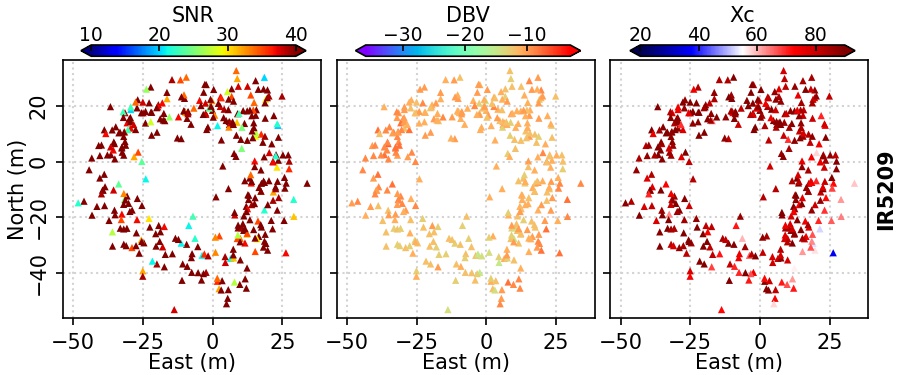 SNR DBV Xc
10 20 30 40 −30 −20 −10 20 40 60 80
20
0
−20
−40
North (m)
IR5209
−50 −25 0 25 −50 −25 0 25 −50 −25 0 25
East (m) East (m) East (m)